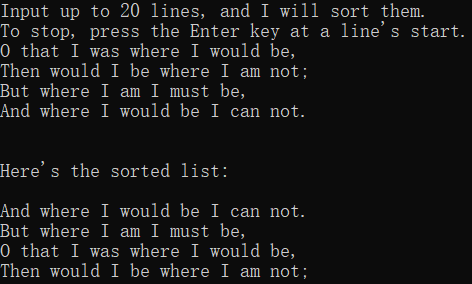 Input up to 20 lines, and I will sort them.
To stop, press the Enter key at a line's start.
O that I was where I would be,
Then would I be where I am not;
But where I am I must be,
And where I would be I can not.
Here's the sorted list:
And where I would be I can not.
But where I am I must be,
O that I was where I would be,
Then would I be where I am not;